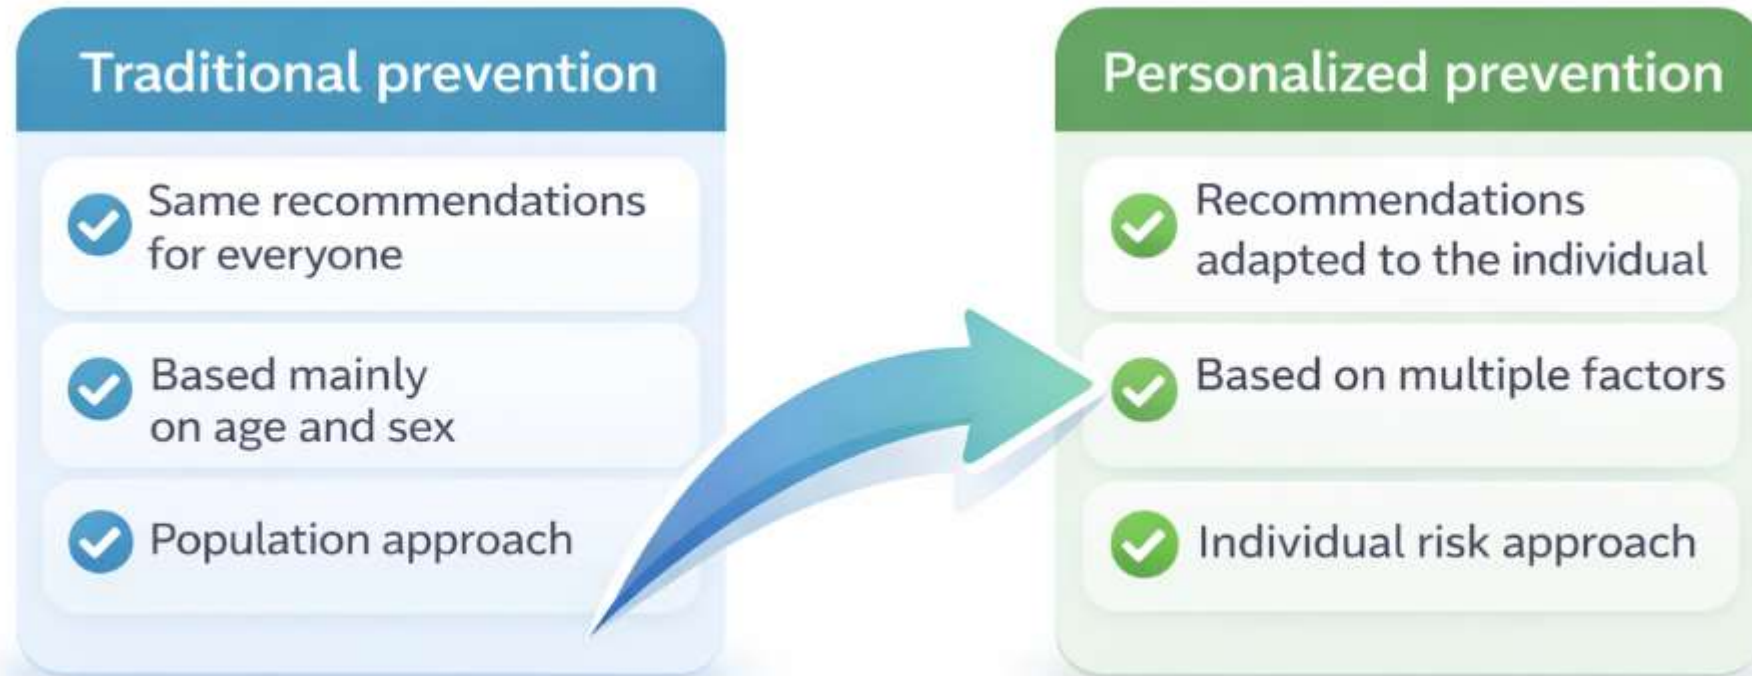 Traditional prevention
Same recommendations
for everyone
Based mainly
on age and sex
Population approach
Personalized prevention
Recommendations
adapted to the individual
Based on multiple factors
Individual risk approach